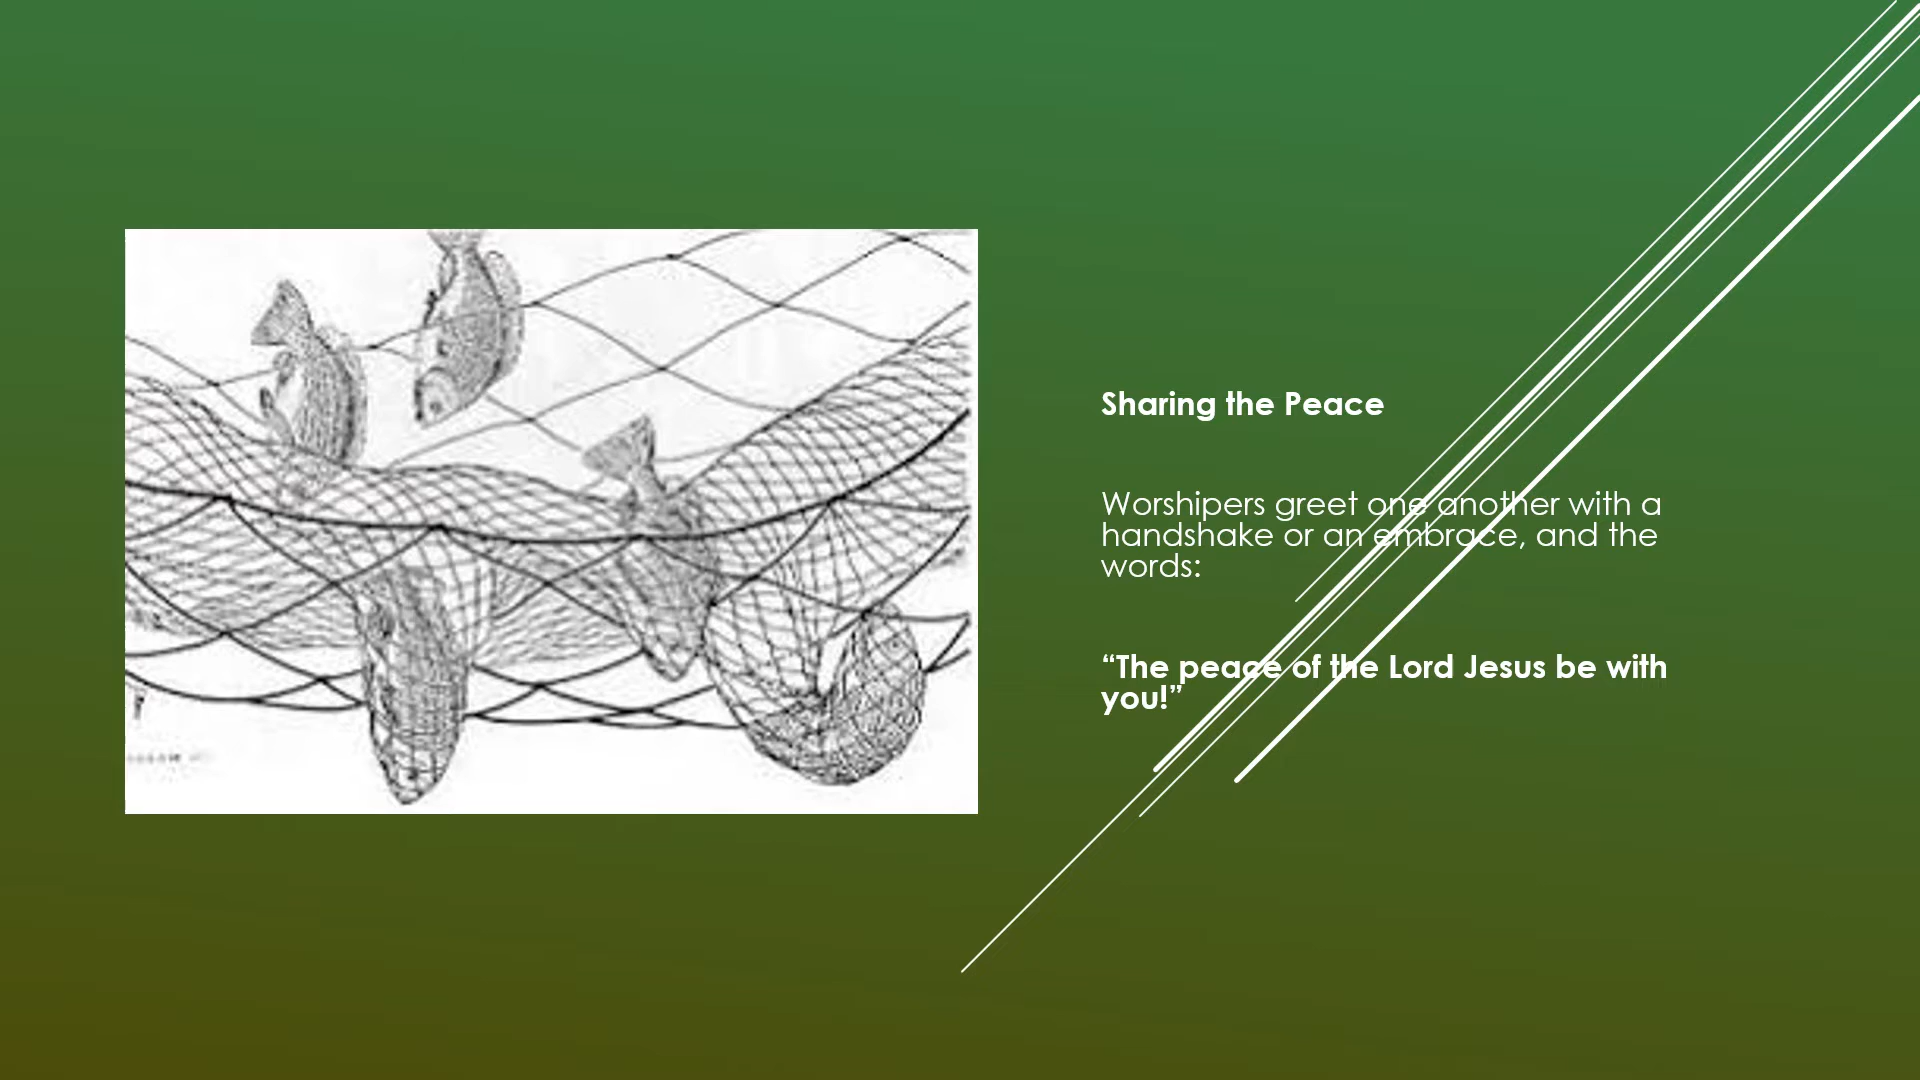 Sharing the Peace
Worshipers greet one another with a
handshake or an embrace, and the
words:
“The peace of the Lord Jesus be with
you!”